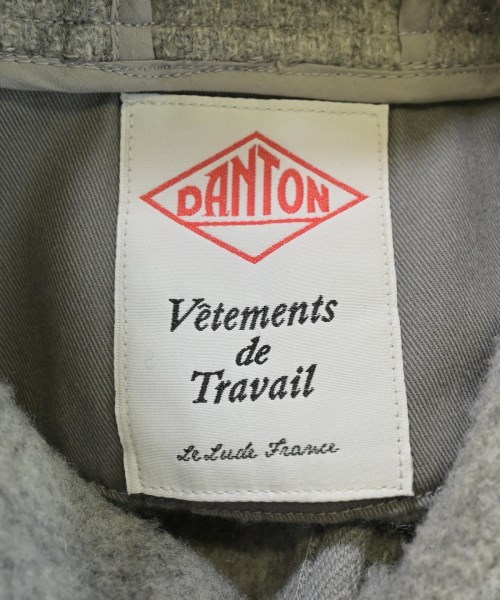 DANTON
Vêtements
de
Travail
Le Lude France